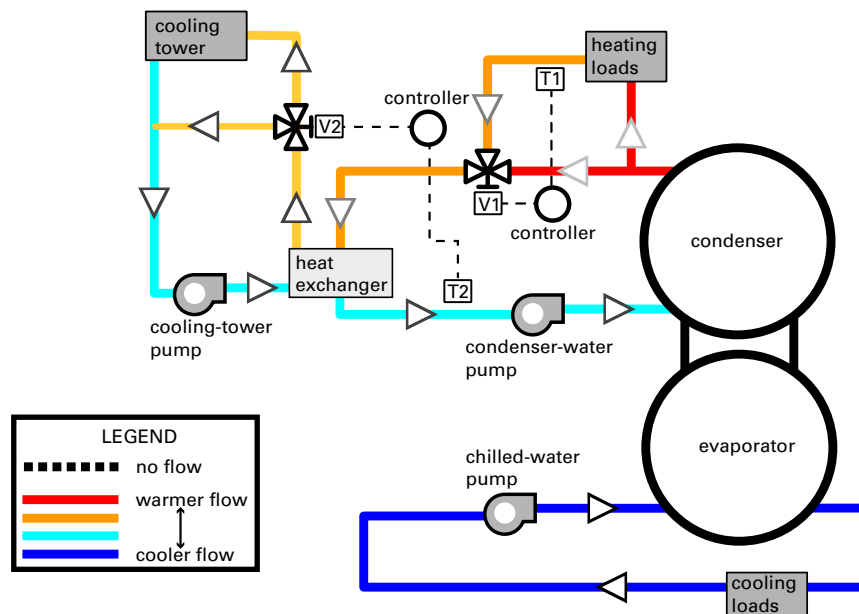 cooling
tower
heating
loads
T1
controller
V2
V1
controller
condenser
heat
exchanger
T2
cooling-tower
pump
condenser-water
pump
LEGEND
no flow
warmer flow
cooler flow
evaporator
chilled-water
pump
cooling
loads